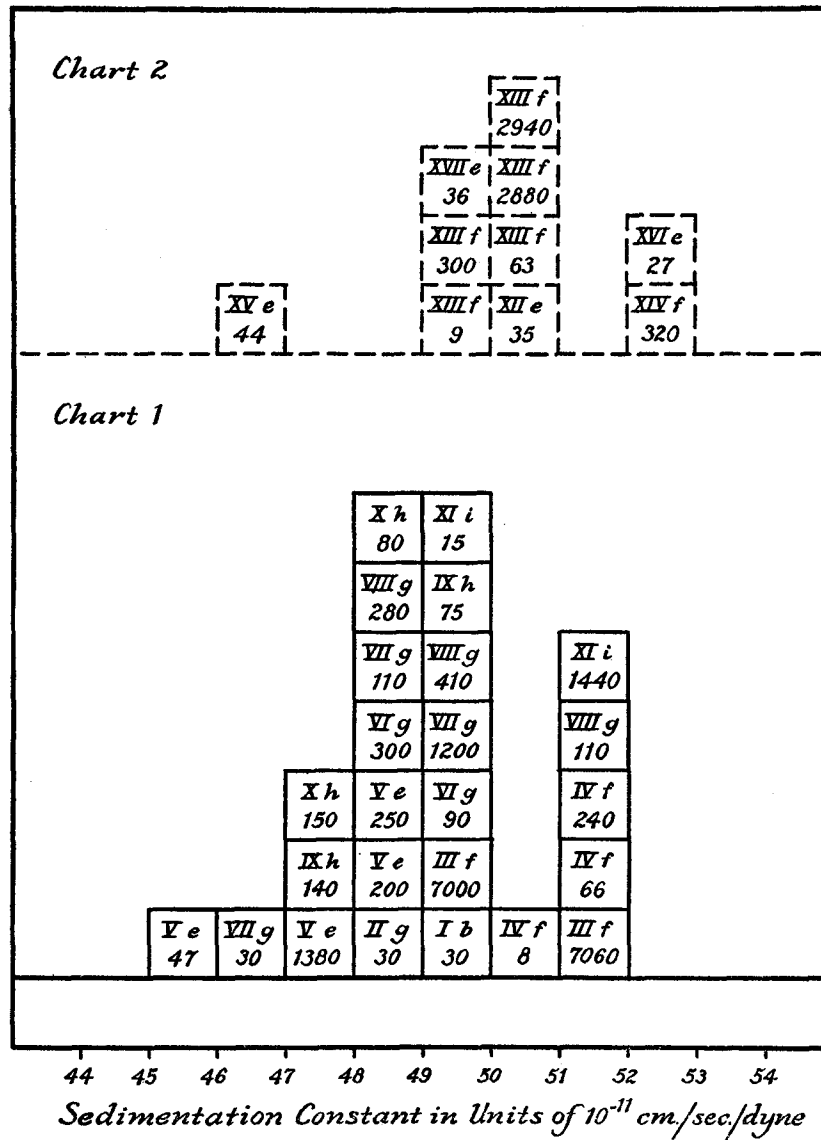 Chart 2
XIII f
2940
XVII e XIII f
36 2880
XIII f XIII f XVI e
300 63 27
XV e XIII f XII e XIV f
44 9 35 320
Chart 1
X h XI i
80 15
VIII g IX h
280 75
VII g VIII g XI i
110 410 1440
VI g VII g VIII g
300 1200 110
X h V e VI g IV f
150 250 90 240
IX h V e III f IV f
140 200 7000 66
V e VII g V e II g I b IV f III f
47 30 1380 30 30 8 7060
44 45 46 47 48 49 50 51 52 53 54
Sedimentation Constant in Units of 10⁻¹¹ cm./sec./dyne